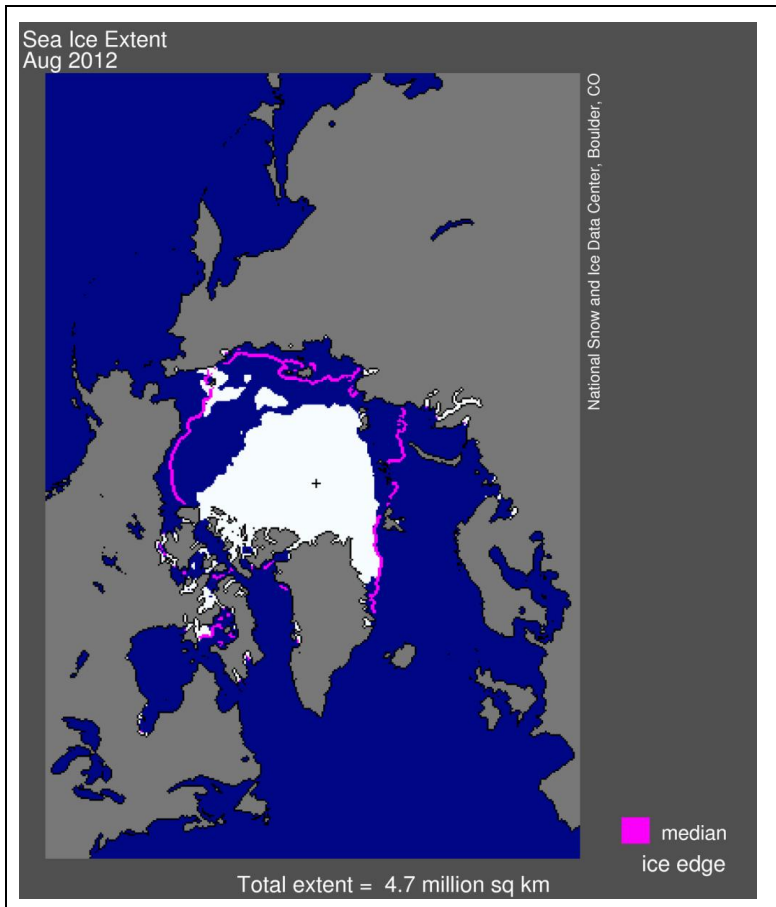 Sea Ice Extent
Aug 2012
National Snow and Ice Data Center, Boulder, CO
median
ice edge
Total extent = 4.7 million sq km